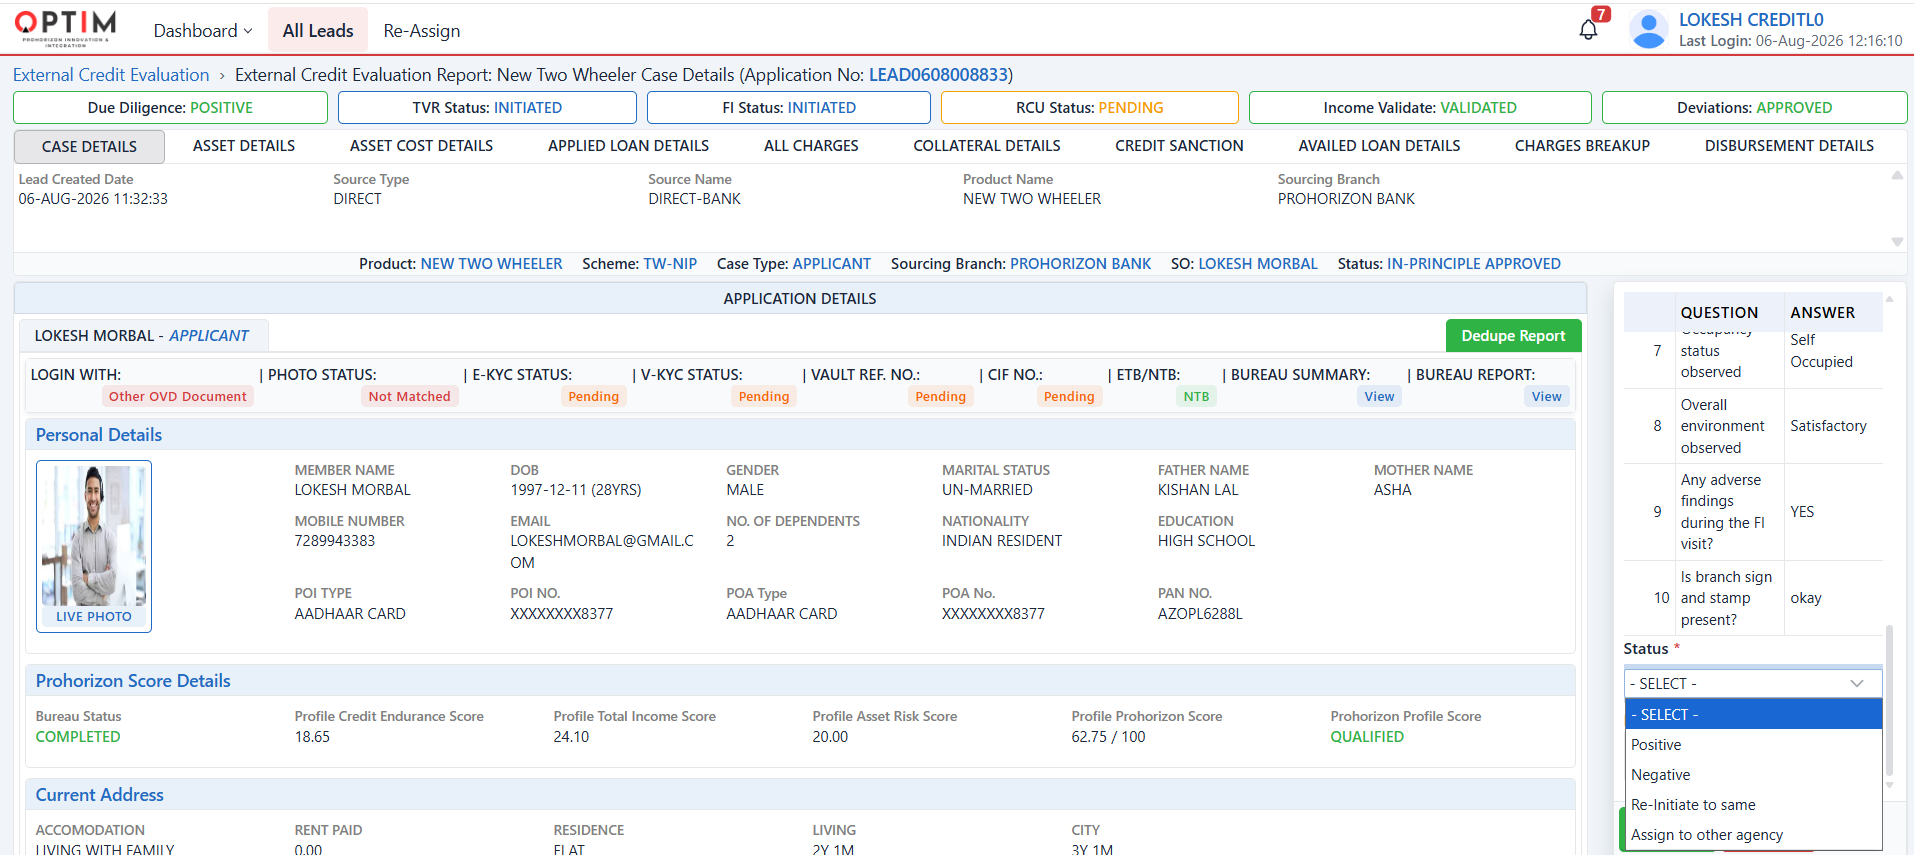 OPTIM
PROHORIZON INNOVATION &
INTEGRATION
Dashboard
All Leads
Re-Assign
7
LOKESH CREDITL0
Last Login: 06-Aug-2026 12:16:10
External Credit Evaluation › External Credit Evaluation Report: New Two Wheeler Case Details (Application No: LEAD0608008833)
Due Diligence: POSITIVE
TVR Status: INITIATED
FI Status: INITIATED
RCU Status: PENDING
Income Validate: VALIDATED
Deviations: APPROVED
CASE DETAILS
ASSET DETAILS
ASSET COST DETAILS
APPLIED LOAN DETAILS
ALL CHARGES
COLLATERAL DETAILS
CREDIT SANCTION
AVAILED LOAN DETAILS
CHARGES BREAKUP
DISBURSEMENT DETAILS
Lead Created Date
06-AUG-2026 11:32:33
Source Type
DIRECT
Source Name
DIRECT-BANK
Product Name
NEW TWO WHEELER
Sourcing Branch
PROHORIZON BANK
Product: NEW TWO WHEELER Scheme: TW-NIP Case Type: APPLICANT Sourcing Branch: PROHORIZON BANK SO: LOKESH MORBAL Status: IN-PRINCIPLE APPROVED
APPLICATION DETAILS
LOKESH MORBAL - APPLICANT
Dedupe Report
LOGIN WITH:
Other OVD Document
| PHOTO STATUS:
Not Matched
| E-KYC STATUS:
Pending
| V-KYC STATUS:
Pending
| VAULT REF. NO.:
Pending
| CIF NO.:
Pending
| ETB/NTB:
NTB
| BUREAU SUMMARY:
View
| BUREAU REPORT:
View
Personal Details
LIVE PHOTO
MEMBER NAME
LOKESH MORBAL
DOB
1997-12-11 (28YRS)
GENDER
MALE
MARITAL STATUS
UN-MARRIED
FATHER NAME
KISHAN LAL
MOTHER NAME
ASHA
MOBILE NUMBER
7289943383
EMAIL
LOKESHMORBAL@GMAIL.C
OM
NO. OF DEPENDENTS
2
NATIONALITY
INDIAN RESIDENT
EDUCATION
HIGH SCHOOL
POI TYPE
AADHAAR CARD
POI NO.
XXXXXXXX8377
POA Type
AADHAAR CARD
POA No.
XXXXXXXX8377
PAN NO.
AZOPL6288L
Prohorizon Score Details
Bureau Status
COMPLETED
Profile Credit Endurance Score
18.65
Profile Total Income Score
24.10
Profile Asset Risk Score
20.00
Profile Prohorizon Score
62.75 / 100
Prohorizon Profile Score
QUALIFIED
Current Address
ACCOMODATION
LIVING WITH FAMILY
RENT PAID
0.00
RESIDENCE
FLAT
LIVING
2Y 1M
CITY
3Y 1M
QUESTION
ANSWER
7
Occupancy
status
observed
Self
Occupied
8
Overall
environment
observed
Satisfactory
9
Any adverse
findings
during the FI
visit?
YES
10
Is branch sign
and stamp
present?
okay
Status *
- SELECT -
- SELECT -
Positive
Negative
Re-Initiate to same
Assign to other agency